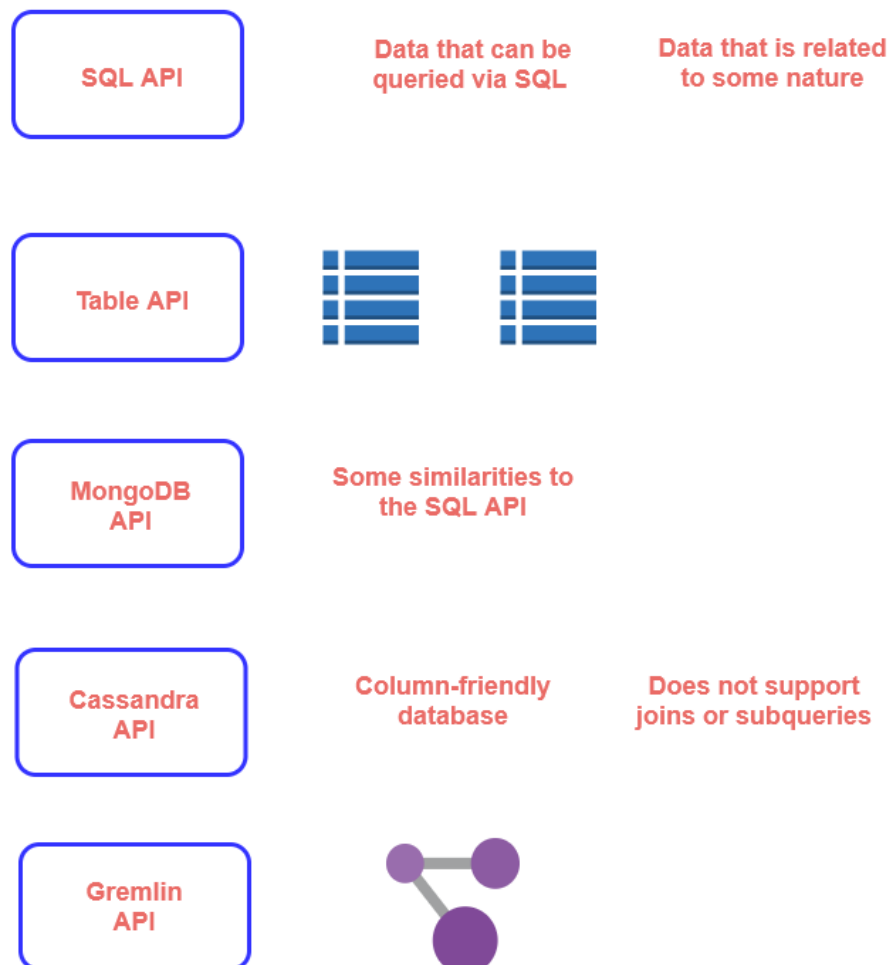 SQL API
Data that can be
queried via SQL
Data that is related
to some nature
Table API
MongoDB
API
Some similarities to
the SQL API
Cassandra
API
Column-friendly
database
Does not support
joins or subqueries
Gremlin
API